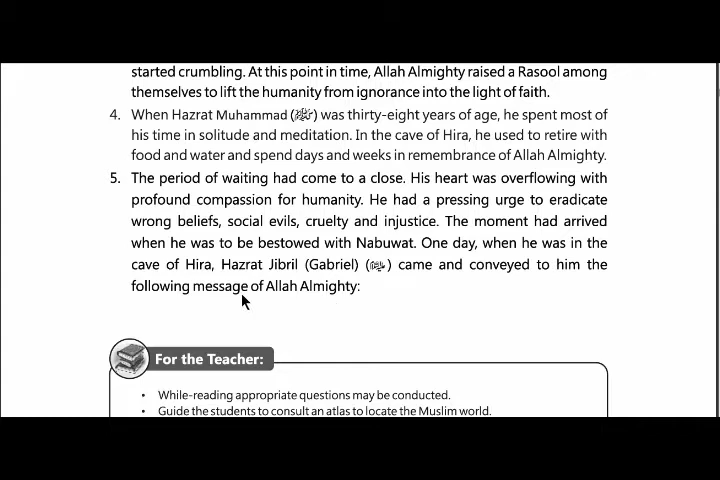 started crumbling. At this point in time, Allah Almighty raised a Rasool among
themselves to lift the humanity from ignorance into the light of faith.
4. When Hazrat Muhammad (ﷺ) was thirty-eight years of age, he spent most of
his time in solitude and meditation. In the cave of Hira, he used to retire with
food and water and spend days and weeks in remembrance of Allah Almighty.
5. The period of waiting had come to a close. His heart was overflowing with
profound compassion for humanity. He had a pressing urge to eradicate
wrong beliefs, social evils, cruelty and injustice. The moment had arrived
when he was to be bestowed with Nabuwat. One day, when he was in the
cave of Hira, Hazrat Jibril (Gabriel) ( ) came and conveyed to him the
following message of Allah Almighty:
For the Teacher:
• While-reading appropriate questions may be conducted.
• Guide the students to consult an atlas to locate the Muslim world.